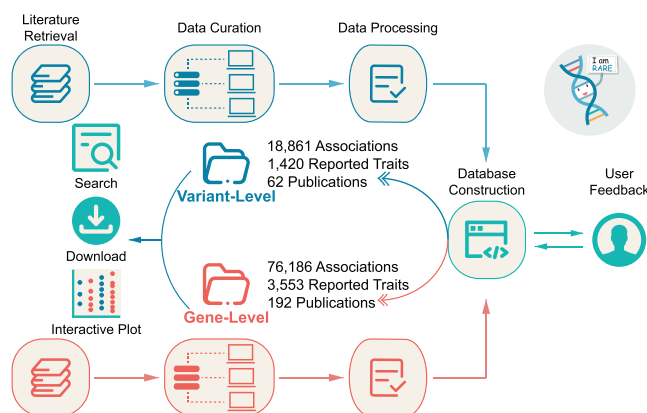 Literature
Retrieval
Data Curation
Data Processing
I am
RARE
18,861 Associations
1,420 Reported Traits
62 Publications
Variant-Level
Search
Database
Construction
User
Feedback
</>
Download
76,186 Associations
3,553 Reported Traits
192 Publications
Gene-Level
Interactive Plot